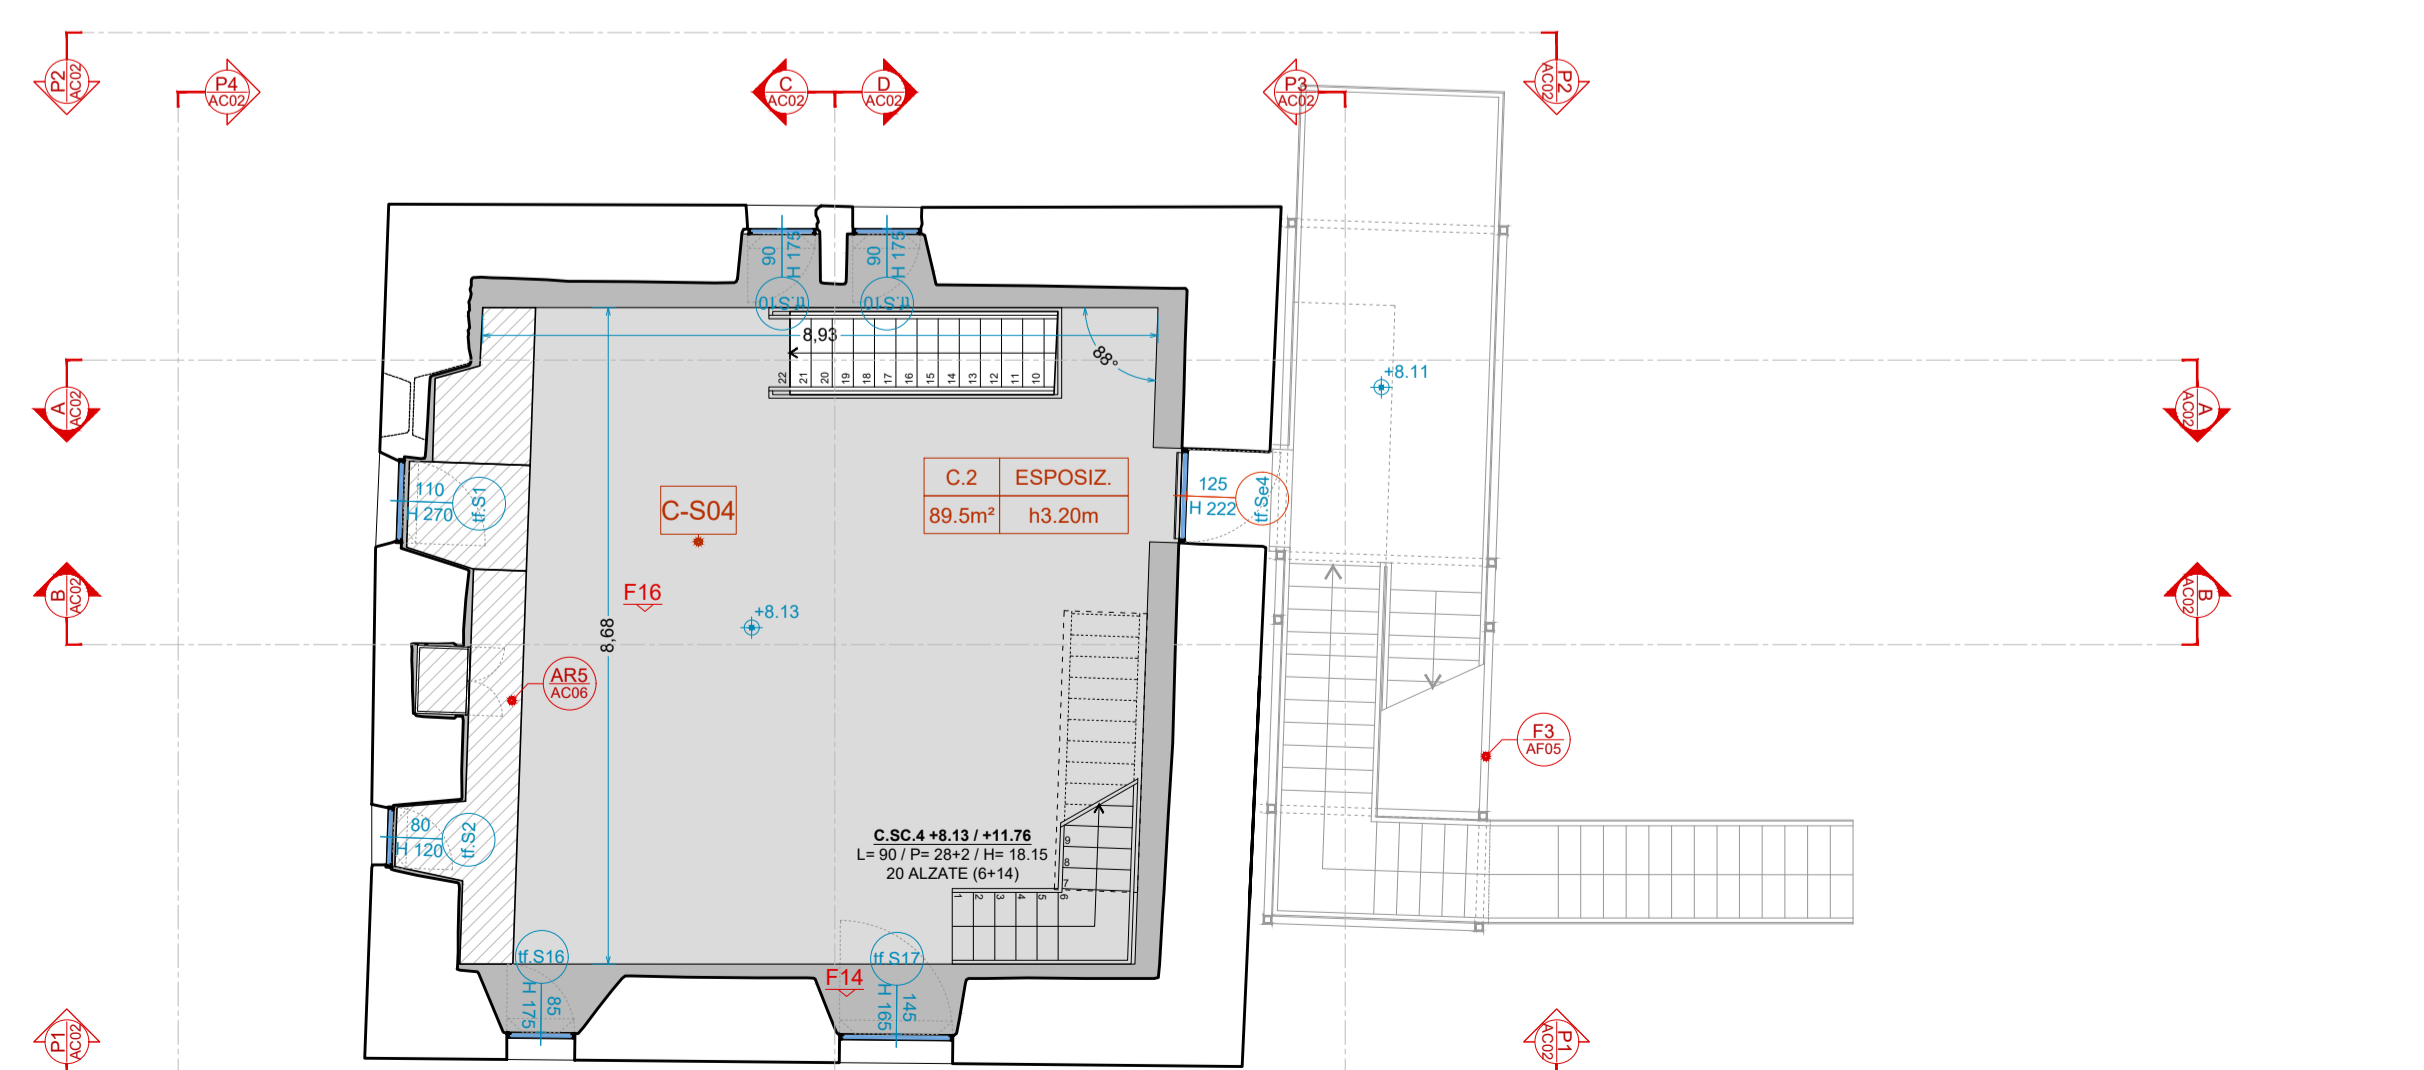 P2
AC02
P4
AC02
C
AC02
D
AC02
P3
AC02
P2
AC02
90
H 175
tf.S10
90
H 175
tf.S10
8,93
88°
22
21
20
19
18
17
16
15
14
13
12
11
10
+8.11
A
AC02
A
AC02
110
H 270
tf.S1
C-S04
C.2 ESPOSIZ.
89.5m² h3.20m
125
H 222
tf.Se4
B
AC02
B
AC02
F16
+8.13
8,68
AR5
AC06
F3
AF05
80
H 120
tf.S2
C.SC.4 +8.13 / +11.76
L= 90 / P= 28+2 / H= 18.15
20 ALZATE (6+14)
9
8
7
1
2
3
4
5
6
tf.S16
85
H 175
F14
tf.S17
145
H 165
P1
AC02
P1
AC02